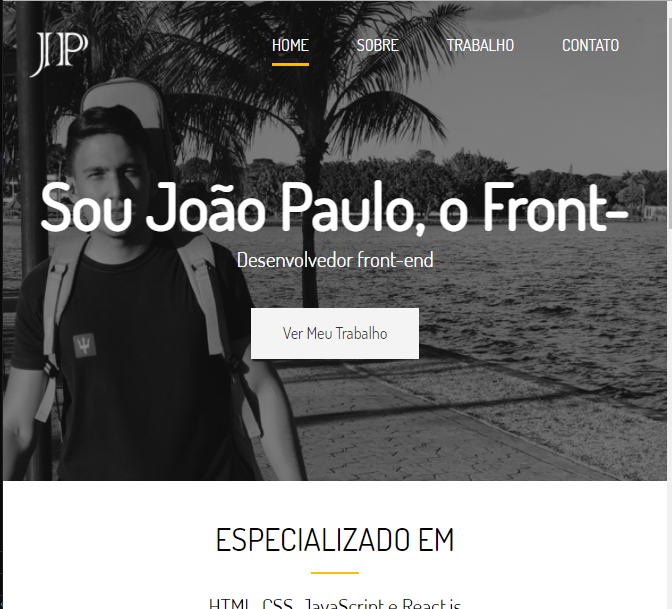 JP
HOME SOBRE TRABALHO CONTATO
Sou João Paulo, o Front-
Desenvolvedor front-end
Ver Meu Trabalho
ESPECIALIZADO EM
HTML, CSS, JavaScript e React.js